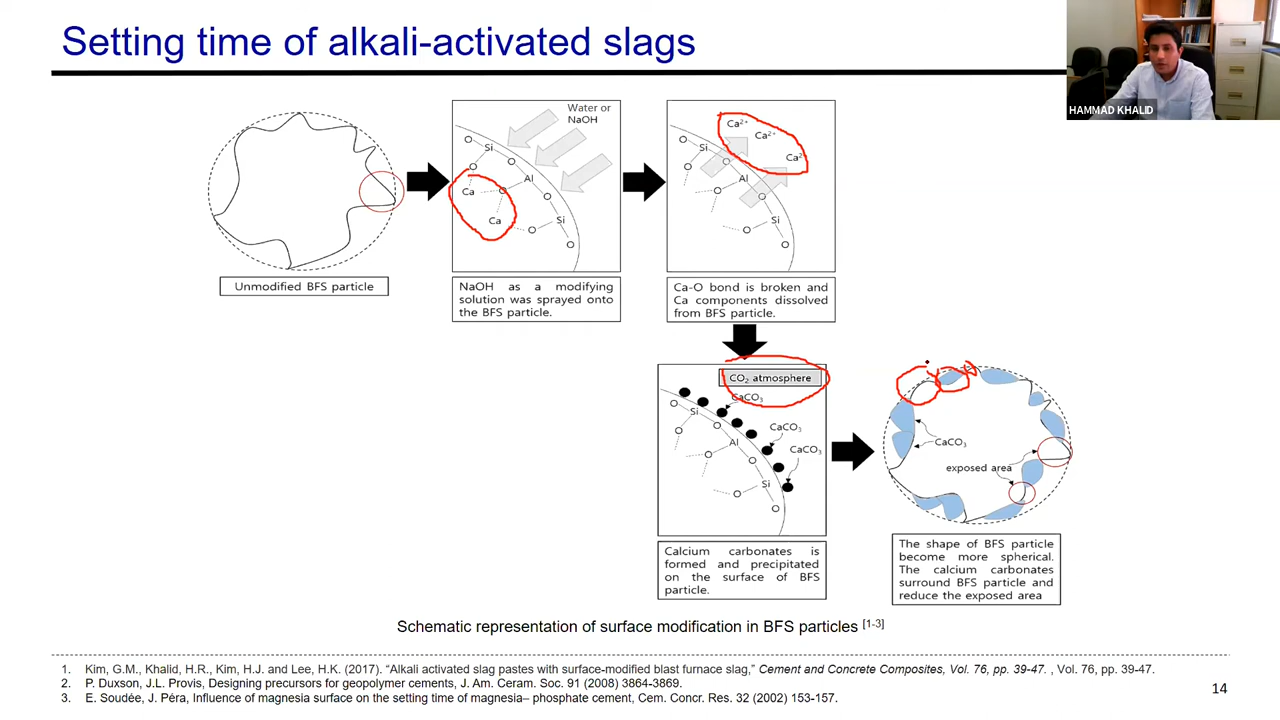 Setting time of alkali-activated slags
HAMMAD KHALID
Unmodified BFS particle
Water or
NaOH
O
Si
O
O
Al
Ca
O
O
Ca
Si
O
O
NaOH as a modifying
solution was sprayed onto
the BFS particle.
Ca²⁺
Ca²⁺
Ca²
O
Si
O
O
Al
O
O
Si
O
O
Ca-O bond is broken and
Ca components dissolved
from BFS particle.
CO₂ atmosphere
CaCO₃
O
Si
O
CaCO₃
O
Al
CaCO₃
O
O
Si
O
O
Calcium carbonates is
formed and precipitated
on the surface of BFS
particle.
CaCO₃
exposed area
The shape of BFS particle
become more spherical.
The calcium carbonates
surround BFS particle and
reduce the exposed area
Schematic representation of surface modification in BFS particles [1-3]
1. Kim, G.M., Khalid, H.R., Kim, H.J. and Lee, H.K. (2017). “Alkali activated slag pastes with surface-modified blast furnace slag,” Cement and Concrete Composites, Vol. 76, pp. 39-47. , Vol. 76, pp. 39-47.
2. P. Duxson, J.L. Provis, Designing precursors for geopolymer cements, J. Am. Ceram. Soc. 91 (2008) 3864-3869.
3. E. Soudée, J. Péra, Influence of magnesia surface on the setting time of magnesia– phosphate cement, Cem. Concr. Res. 32 (2002) 153-157.
14